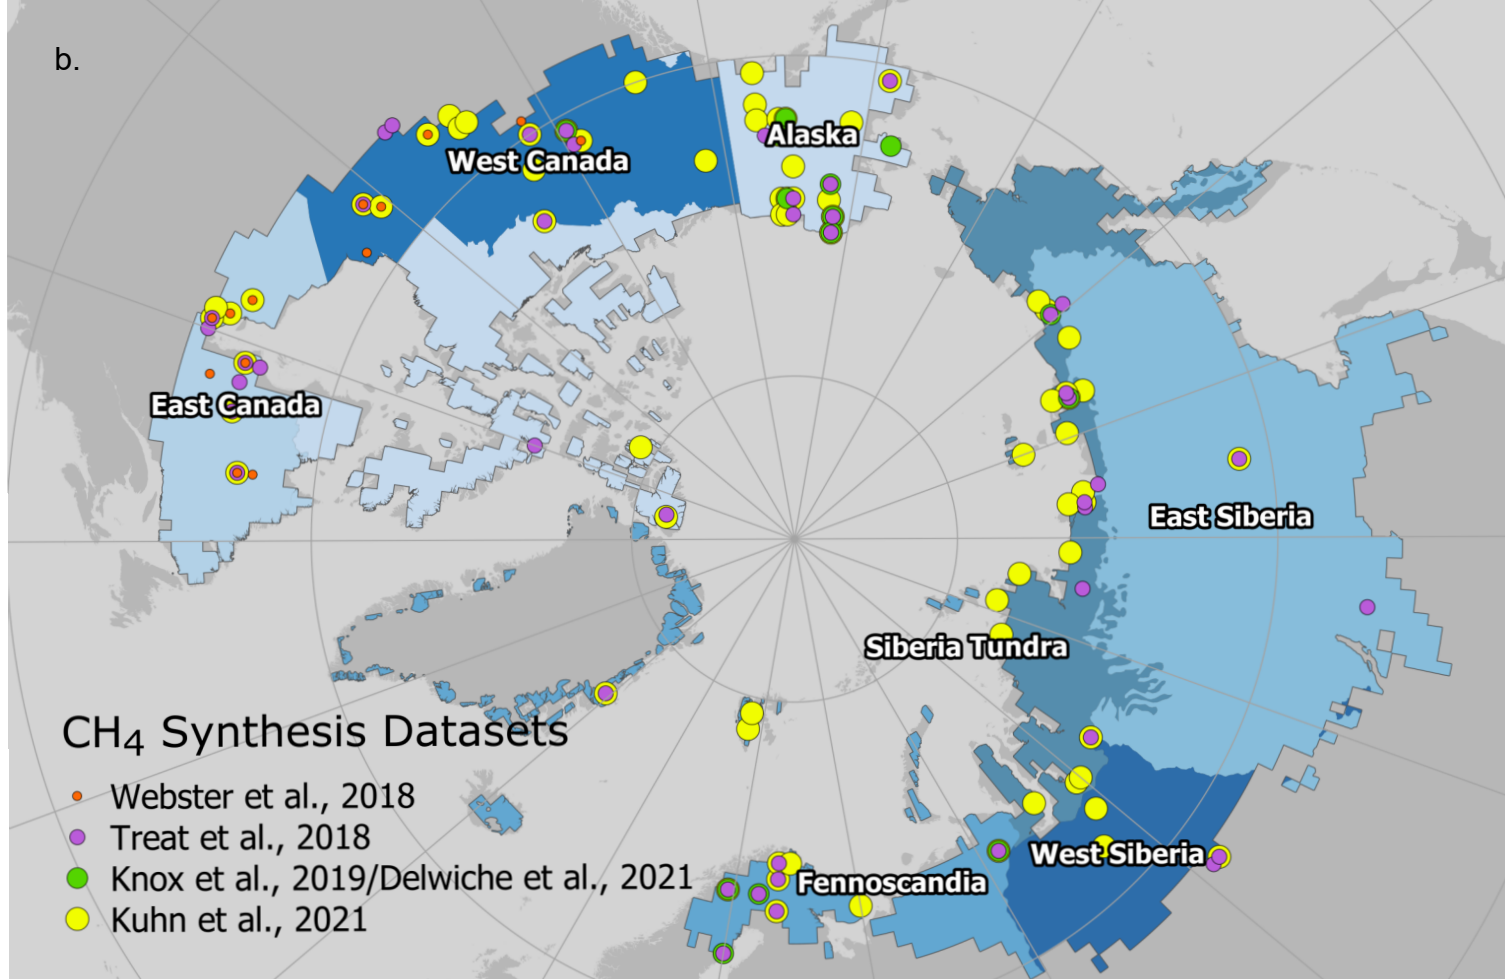 b.
Alaska
West Canada
East Canada
East Siberia
Siberia Tundra
West Siberia
Fennoscandia
CH₄ Synthesis Datasets
Webster et al., 2018
Treat et al., 2018
Knox et al., 2019/Delwiche et al., 2021
Kuhn et al., 2021